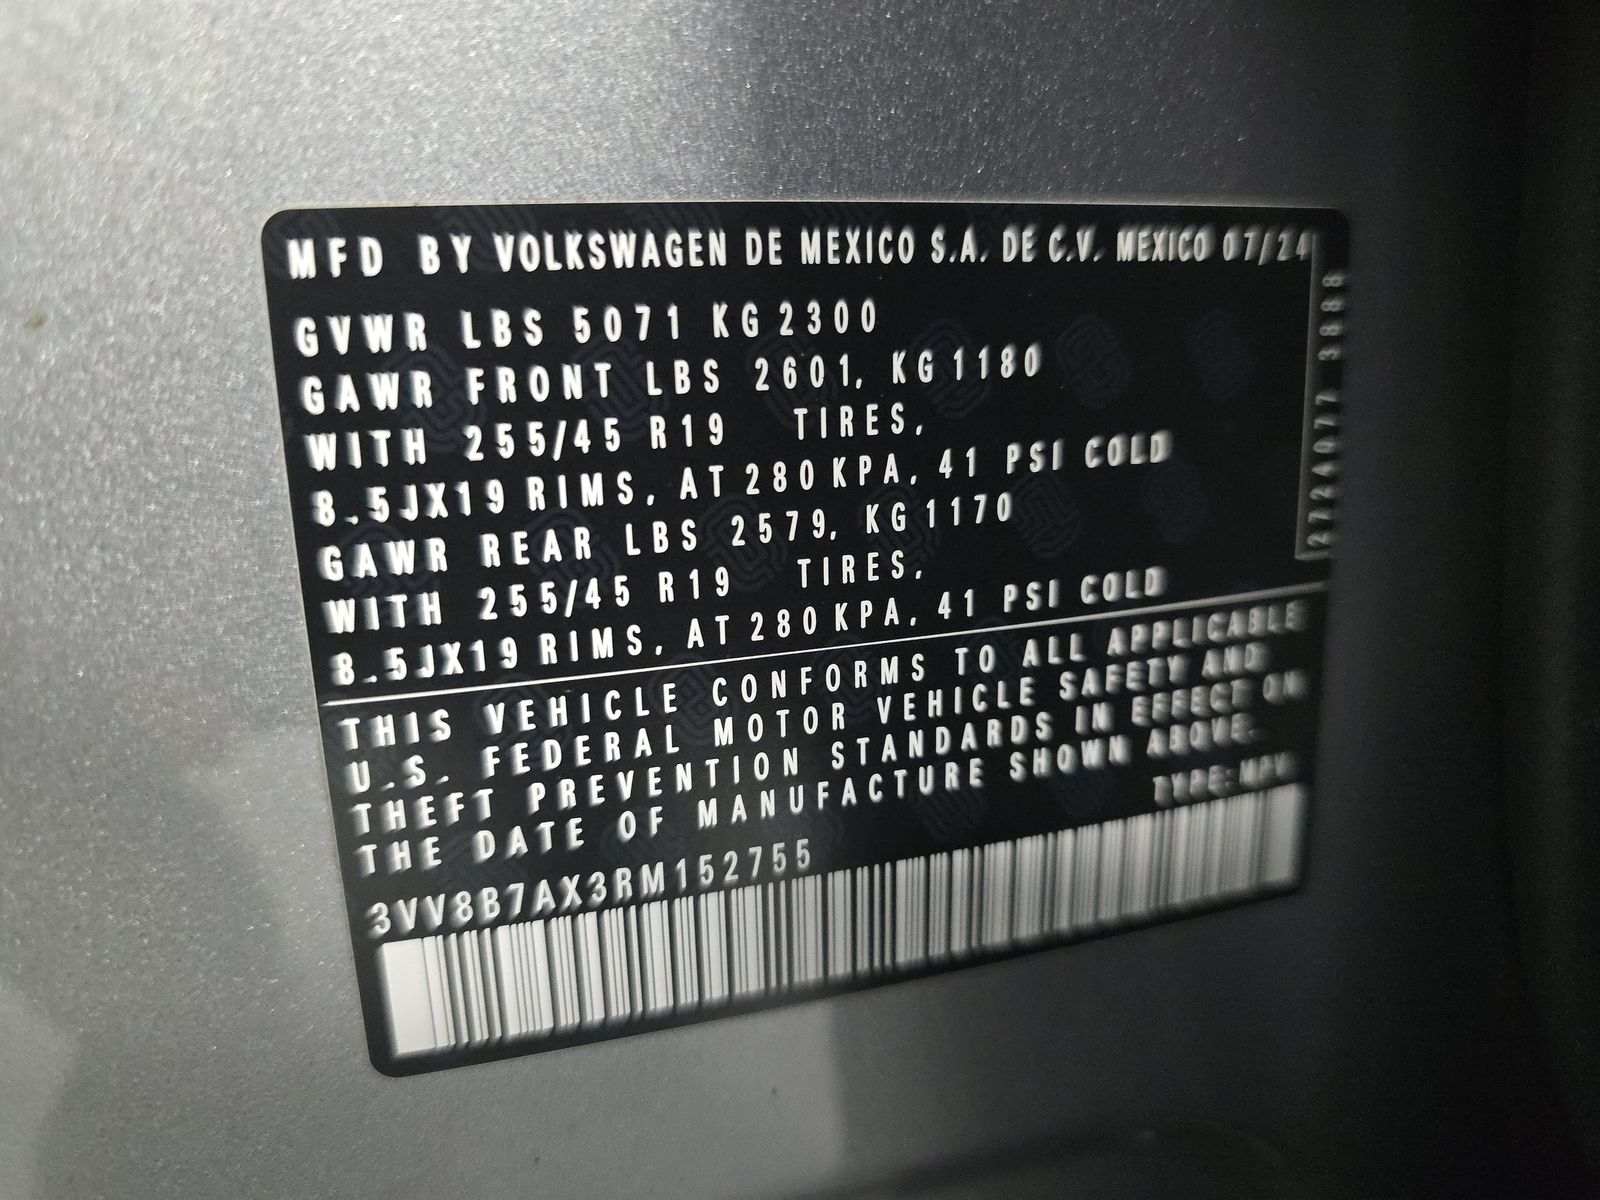 MFD BY VOLKSWAGEN DE MEXICO S.A. DE C.V. MEXICO 07/24
GVWR LBS 5071 KG 2300
GAWR FRONT LBS 2601, KG 1180
WITH 255/45 R19 TIRES,
8.5JX19 RIMS, AT 280 KPA, 41 PSI COLD
GAWR REAR LBS 2579, KG 1170
WITH 255/45 R19 TIRES,
8.5JX19 RIMS, AT 280 KPA, 41 PSI COLD
2724077 3888
THIS VEHICLE CONFORMS TO ALL APPLICABLE
U.S. FEDERAL MOTOR VEHICLE SAFETY AND
THEFT PREVENTION STANDARDS IN EFFECT ON
THE DATE OF MANUFACTURE SHOWN ABOVE.
TYPE: MPV
3VV8B7AX3RM152755